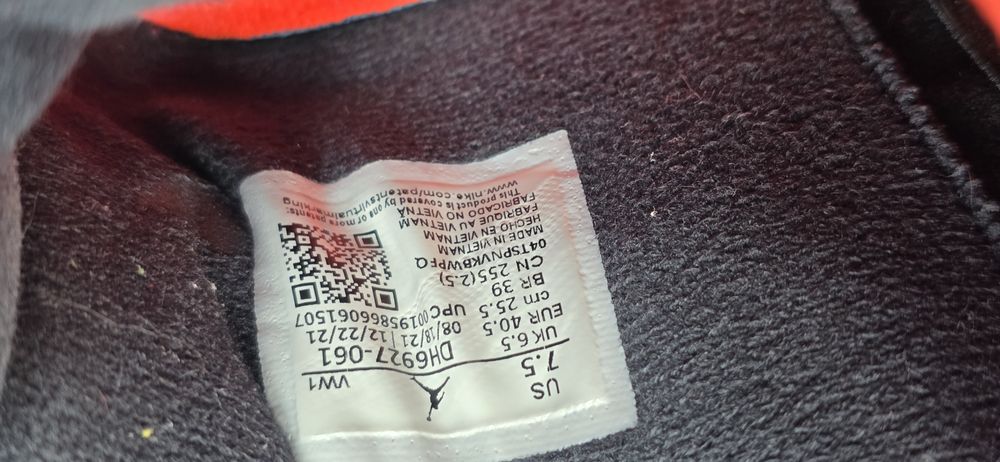 US
7.5
VW1
UK 6.5
EUR 40.5
cm 25.5
BR 39
CN 255(2.5)
DH6927-061
08/18/21 | 12/22/21
UPC 00195866061507
04TSPNVKBWPFQ
MADE IN VIETNAM
HECHO EN VIETNAM
FABRIQUE AU VIETNAM
FABRICADO NO VIETNÃ
This product is covered by one or more patents:
www.nike.com/patentsvirtualmarking